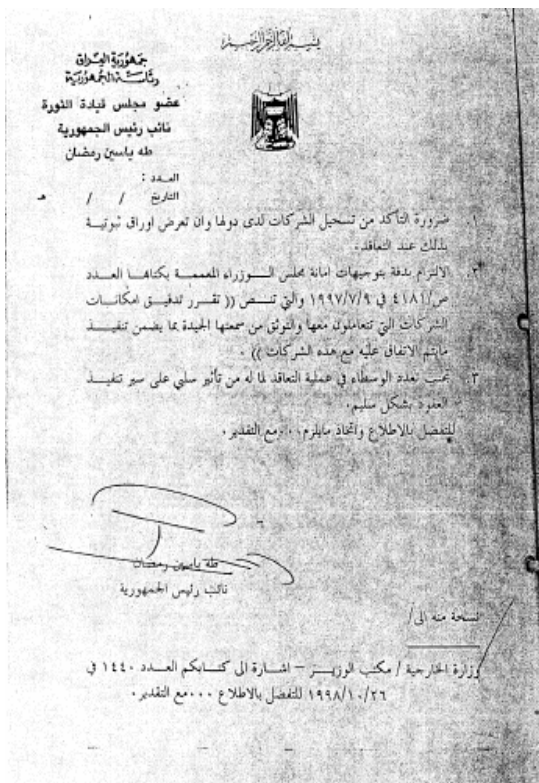 بسم الله الرحمن الرحيم
جمهورية العراق
رئاسة الجمهورية
عضو مجلس قيادة الثورة
نائب رئيس الجمهورية
طه ياسين رمضان
العدد :
التاريخ / / هـ
١. ضرورة التأكد من تسجيل الشركات لدى دولها وان تعرض اوراق ثبوتية
بذلك عند التعاقد.
٢. الالتزام بدقة بتوجيهات امانة مجلس الوزراء المعممة بكتابها العدد
ص/٤١٨١ في ١٩٩٧/٧/٩ والتي تنص (( تقرر تدقيق امكانات
الشركات التي تتعاملون معها والتوثق من سمعتها الجيدة بما يضمن تنفيذ
مايتم الاتفاق عليه مع هذه الشركات )) .
٣. تجنب تعدد الوسطاء في عملية التعاقد لما له من تأثير سلبي على سير تنفيذ
العقود بشكل سليم.
للتفضل بالاطلاع واتخاذ مايلزم...مع التقدير.
طه ياسين رمضان
نائب رئيس الجمهورية
نسخة منه الى/
وزارة الخارجية / مكتب الوزير – اشارة الى كتابكم العدد ١٤٤٠ في
١٩٩٨/١٠/٢٦ للتفضل بالاطلاع ...مع التقدير.